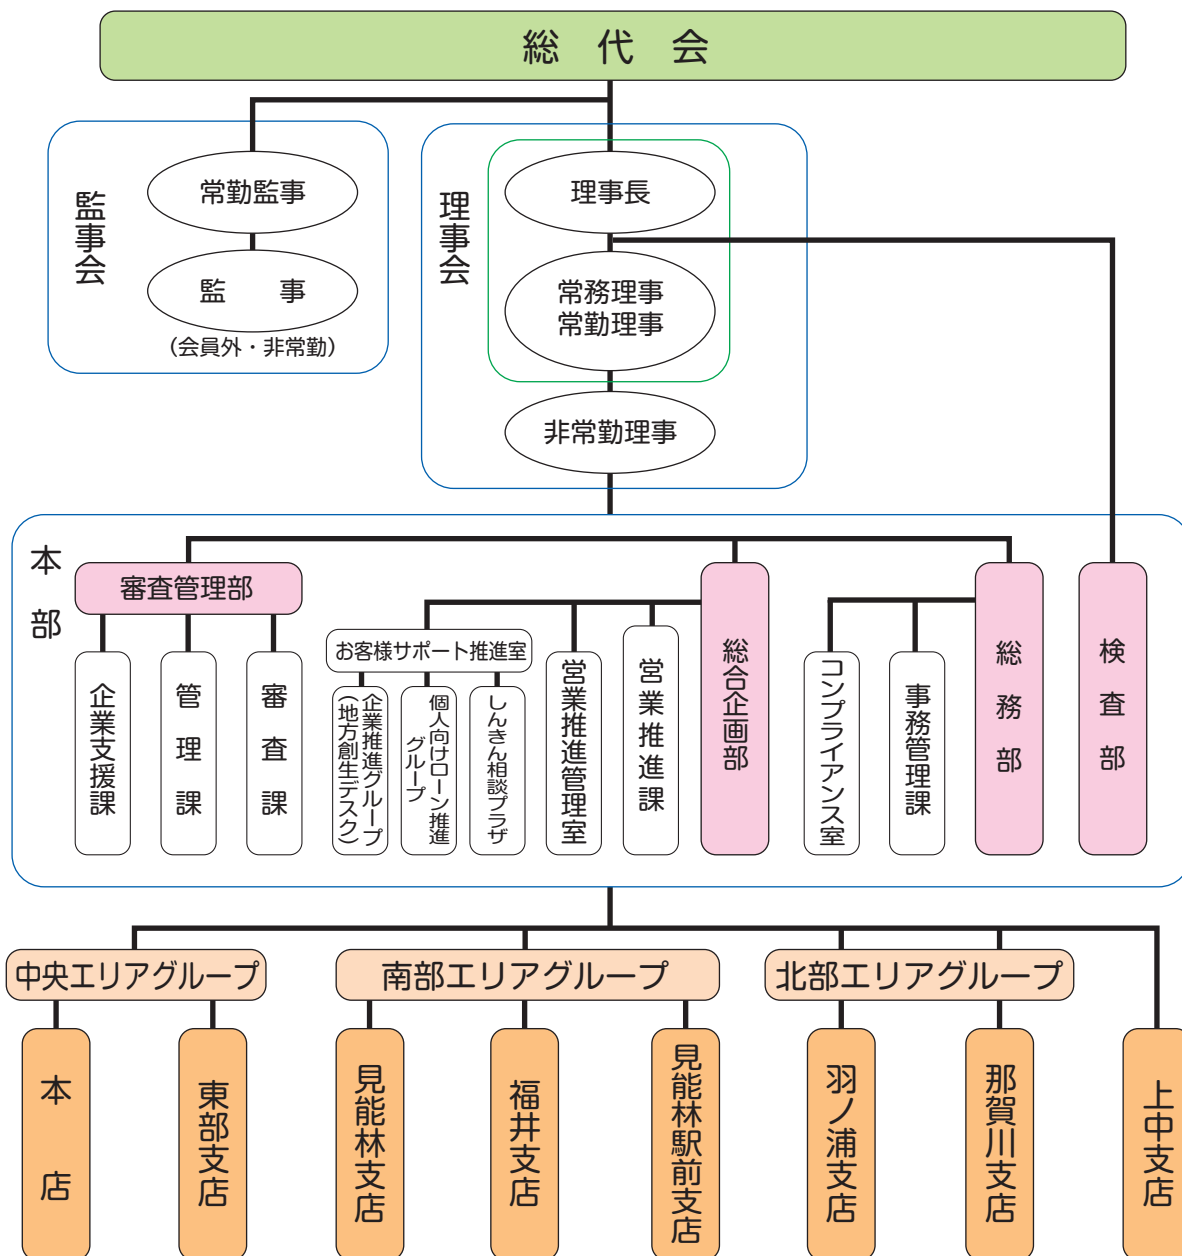 総代会
監事会
常勤監事
監　事
（会員外・非常勤）
理事会
理事長
常務理事
常勤理事
非常勤理事
本部
審査管理部
企業支援課
管理課
審査課
お客様サポート推進室
企業推進グループ
（地方創生デスク）
個人向けローン推進
グループ
しんきん相談プラザ
営業推進管理室
営業推進課
総合企画部
コンプライアンス室
事務管理課
総務部
検査部
中央エリアグループ
本店
東部支店
南部エリアグループ
見能林支店
福井支店
見能林駅前支店
北部エリアグループ
羽ノ浦支店
那賀川支店
上中支店